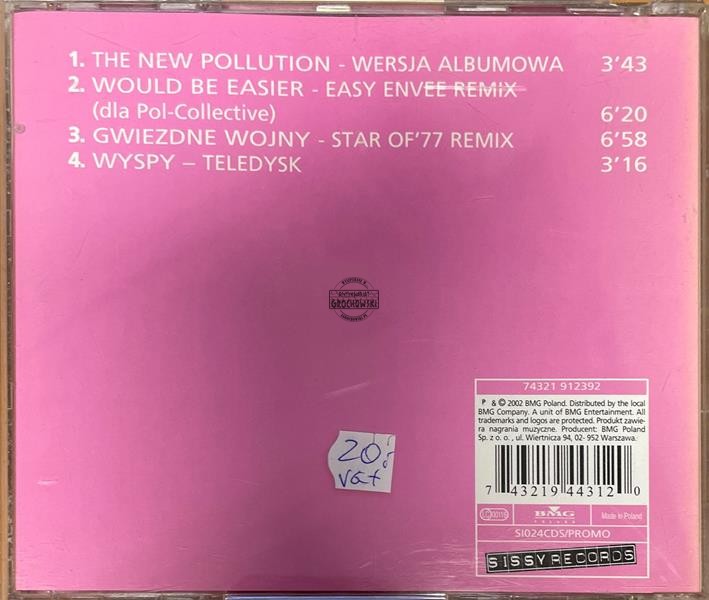 1. THE NEW POLLUTION - WERSJA ALBUMOWA 3'43
2. WOULD BE EASIER - EASY ENVEE REMIX
(dla Pol-Collective) 6'20
3. GWIEZDNE WOJNY - STAR OF'77 REMIX 6'58
4. WYSPY – TELEDYSK 3'16
GROCHOWSKI
20,-
vat
74321 912392
P & © 2002 BMG Poland. Distributed by the local
BMG Company. A unit of BMG Entertainment. All
trademarks and logos are protected. Produkt zawie-
ra nagrania muzyczne. Producent: BMG Poland
Sp. z o. o. , ul. Wiertnicza 94, 02- 952 Warszawa.
7 43219 44312 0
LC 00116
BMG
POLAND
Made in Poland
SI024CDS/PROMO
SISSY RECORDS